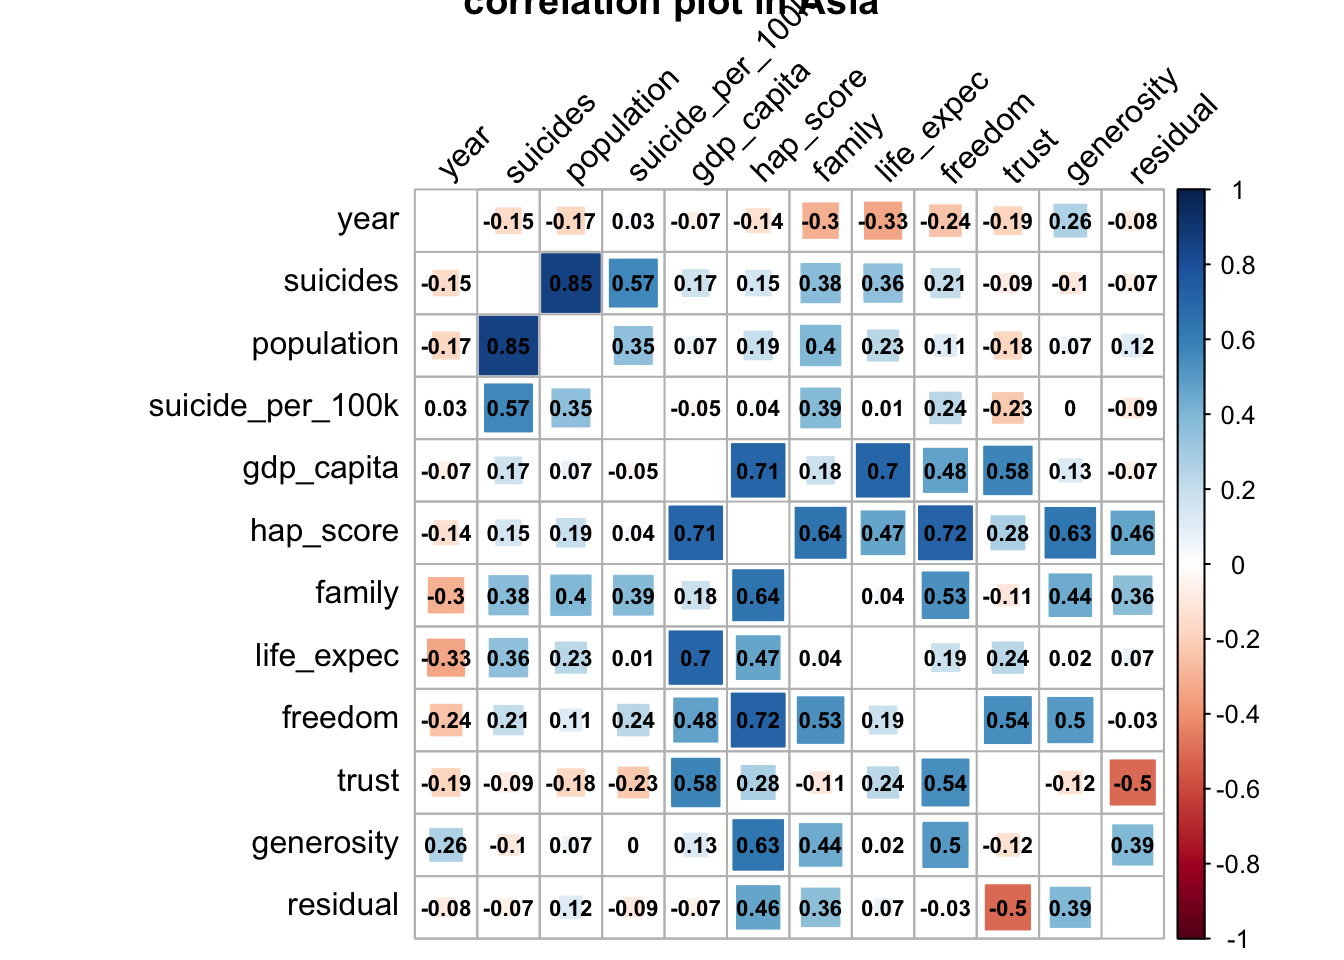 correlation plot in Asia
year suicides population suicide_per_100k gdp_capita hap_score family life_expec freedom trust generosity residual
year -0.15 -0.17 0.03 -0.07 -0.14 -0.3 -0.33 -0.24 -0.19 0.26 -0.08
suicides -0.15 0.85 0.57 0.17 0.15 0.38 0.36 0.21 -0.09 -0.1 -0.07
population -0.17 0.85 0.35 0.07 0.19 0.4 0.23 0.11 -0.18 0.07 0.12
suicide_per_100k 0.03 0.57 0.35 -0.05 0.04 0.39 0.01 0.24 -0.23 0 -0.09
gdp_capita -0.07 0.17 0.07 -0.05 0.71 0.18 0.7 0.48 0.58 0.13 -0.07
hap_score -0.14 0.15 0.19 0.04 0.71 0.64 0.47 0.72 0.28 0.63 0.46
family -0.3 0.38 0.4 0.39 0.18 0.64 0.04 0.53 -0.11 0.44 0.36
life_expec -0.33 0.36 0.23 0.01 0.7 0.47 0.04 0.19 0.24 0.02 0.07
freedom -0.24 0.21 0.11 0.24 0.48 0.72 0.53 0.19 0.54 0.5 -0.03
trust -0.19 -0.09 -0.18 -0.23 0.58 0.28 -0.11 0.24 0.54 -0.12 -0.5
generosity 0.26 -0.1 0.07 0 0.13 0.63 0.44 0.02 0.5 -0.12 0.39
residual -0.08 -0.07 0.12 -0.09 -0.07 0.46 0.36 0.07 -0.03 -0.5 0.39
1
0.8
0.6
0.4
0.2
0
-0.2
-0.4
-0.6
-0.8
-1